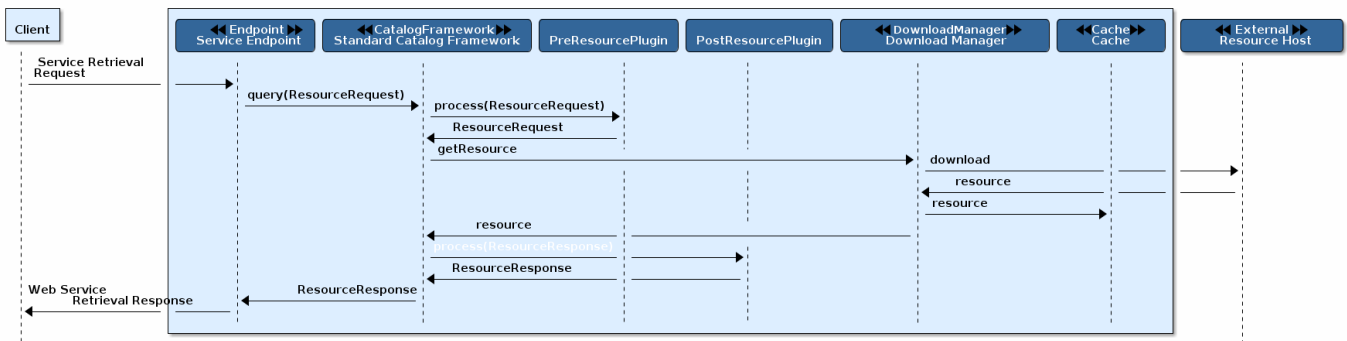 Client
Endpoint
Service Endpoint
CatalogFramework
Standard Catalog Framework
PreResourcePlugin
PostResourcePlugin
DownloadManager
Download Manager
Cache
Cache
External
Resource Host
Service Retrieval
Request
query(ResourceRequest)
process(ResourceRequest)
ResourceRequest
getResource
download
resource
resource
resource
process(ResourceResponse)
ResourceResponse
ResourceResponse
Web Service
Retrieval Response